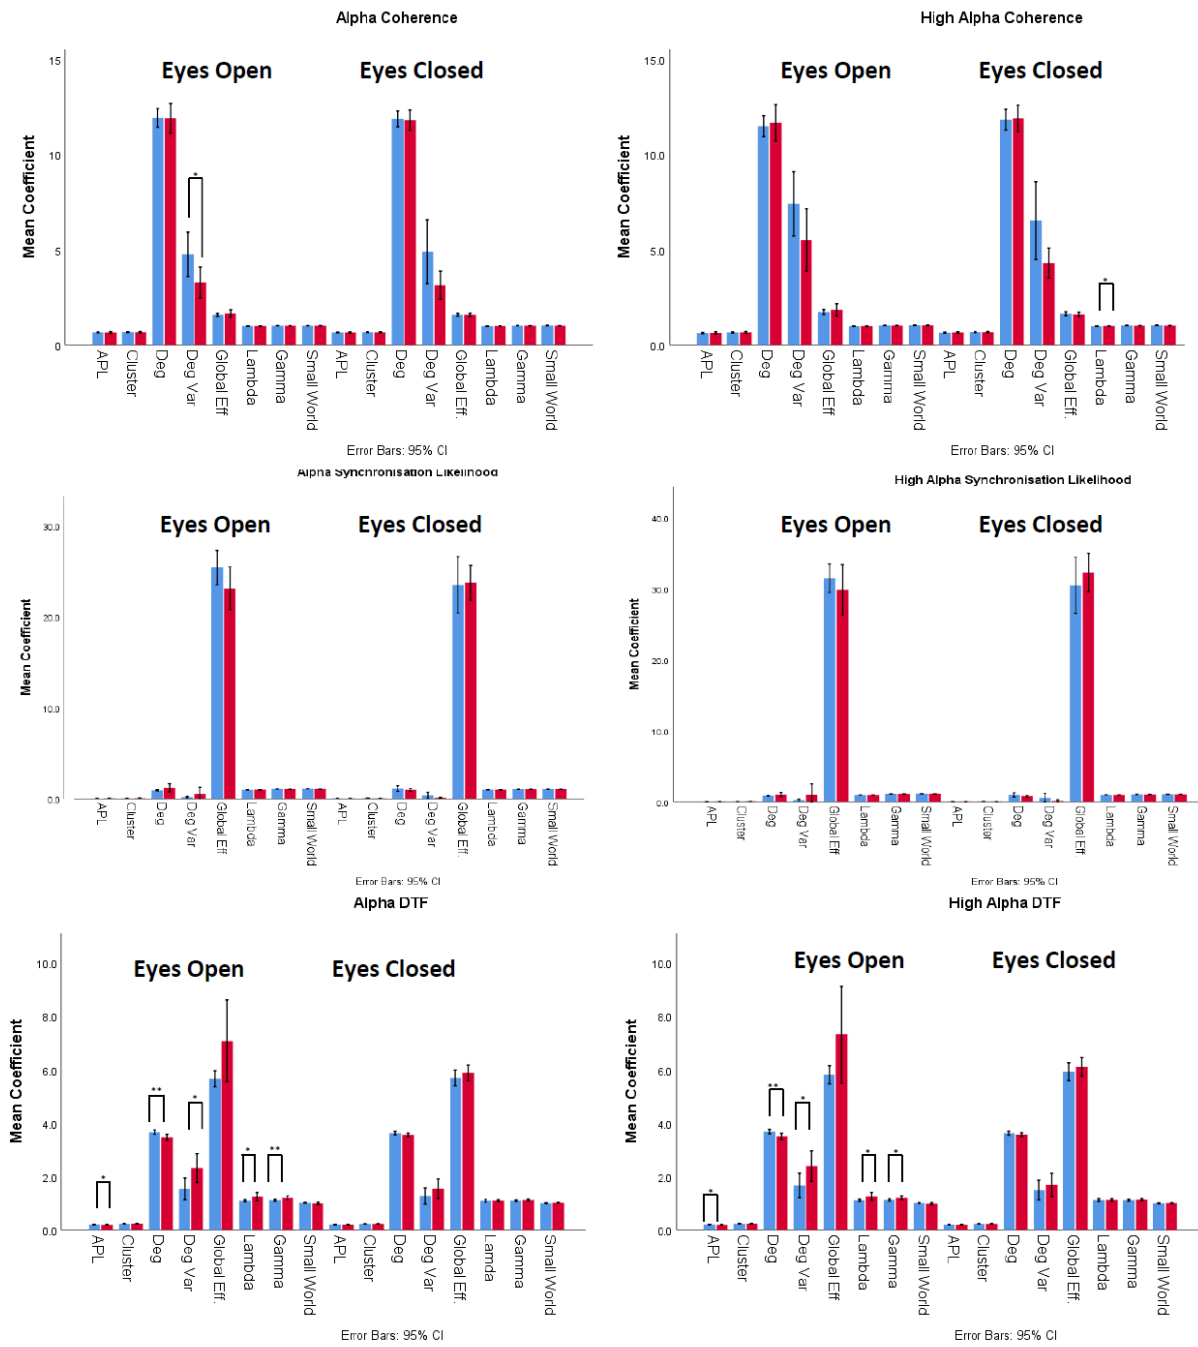 Alpha Coherence
Eyes Open Eyes Closed
Mean Coefficient
15
10
5
0
APL Cluster Deg Deg Var Global Eff Lambda Gamma Small World APL Cluster Deg Deg Var Global Eff. Lambda Gamma Small World
*
Error Bars: 95% CI
High Alpha Coherence
Eyes Open Eyes Closed
Mean Coefficient
15.0
10.0
5.0
0.0
APL Cluster Deg Deg Var Global Eff Lambda Gamma Small World APL Cluster Deg Deg Var Global Eff. Lambda Gamma Small World
*
Error Bars: 95% CI
Alpha Synchronisation Likelihood
Eyes Open Eyes Closed
Mean Coefficient
30.0
20.0
10.0
0.0
APL Cluster Deg Deg Var Global Eff Lambda Gamma Small World APL Cluster Deg Deg Var Global Eff. Lambda Gamma Small World
Error Bars: 95% CI
High Alpha Synchronisation Likelihood
Eyes Open Eyes Closed
Mean Coefficient
40.0
30.0
20.0
10.0
0.0
APL Cluster Deg Deg Var Global Eff Lambda Gamma Small World APL Cluster Deg Deg Var Global Eff. Lambda Gamma Small World
Error Bars: 95% CI
Alpha DTF
Eyes Open Eyes Closed
Mean Coefficient
10.0
8.0
6.0
4.0
2.0
0.0
* ** * * **
APL Cluster Deg Deg Var Global Eff. Lambda Gamma Small World APL Cluster Deg Deg Var Global Eff. Lamda Gamma Small World
Error Bars: 95% CI
High Alpha DTF
Eyes Open Eyes Closed
Mean Coefficient
10.0
8.0
6.0
4.0
2.0
0.0
* ** * * *
APL Cluster Deg Deg Var Global Eff. Lambda Gamma Small World APL Cluster Deg Deg Var Global Eff. Lambda Gamma Small World
Error Bars: 95% CI